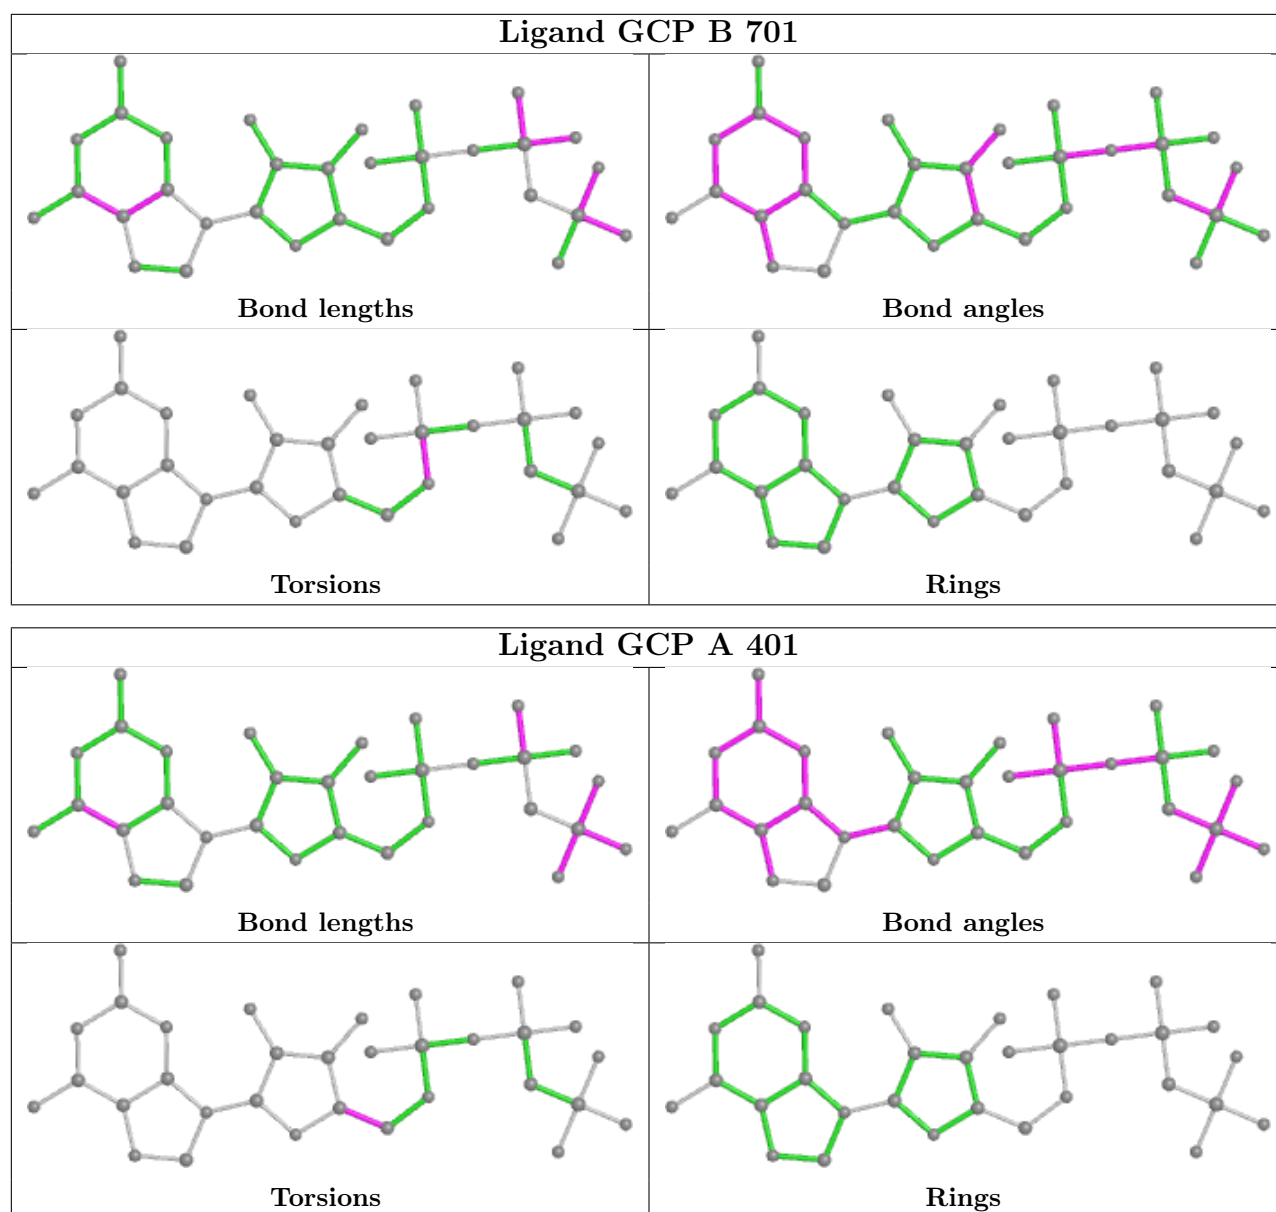 Ligand GCP B 701
Bond lengths
Bond angles
Torsions
Rings
Ligand GCP A 401
Bond lengths
Bond angles
Torsions
Rings